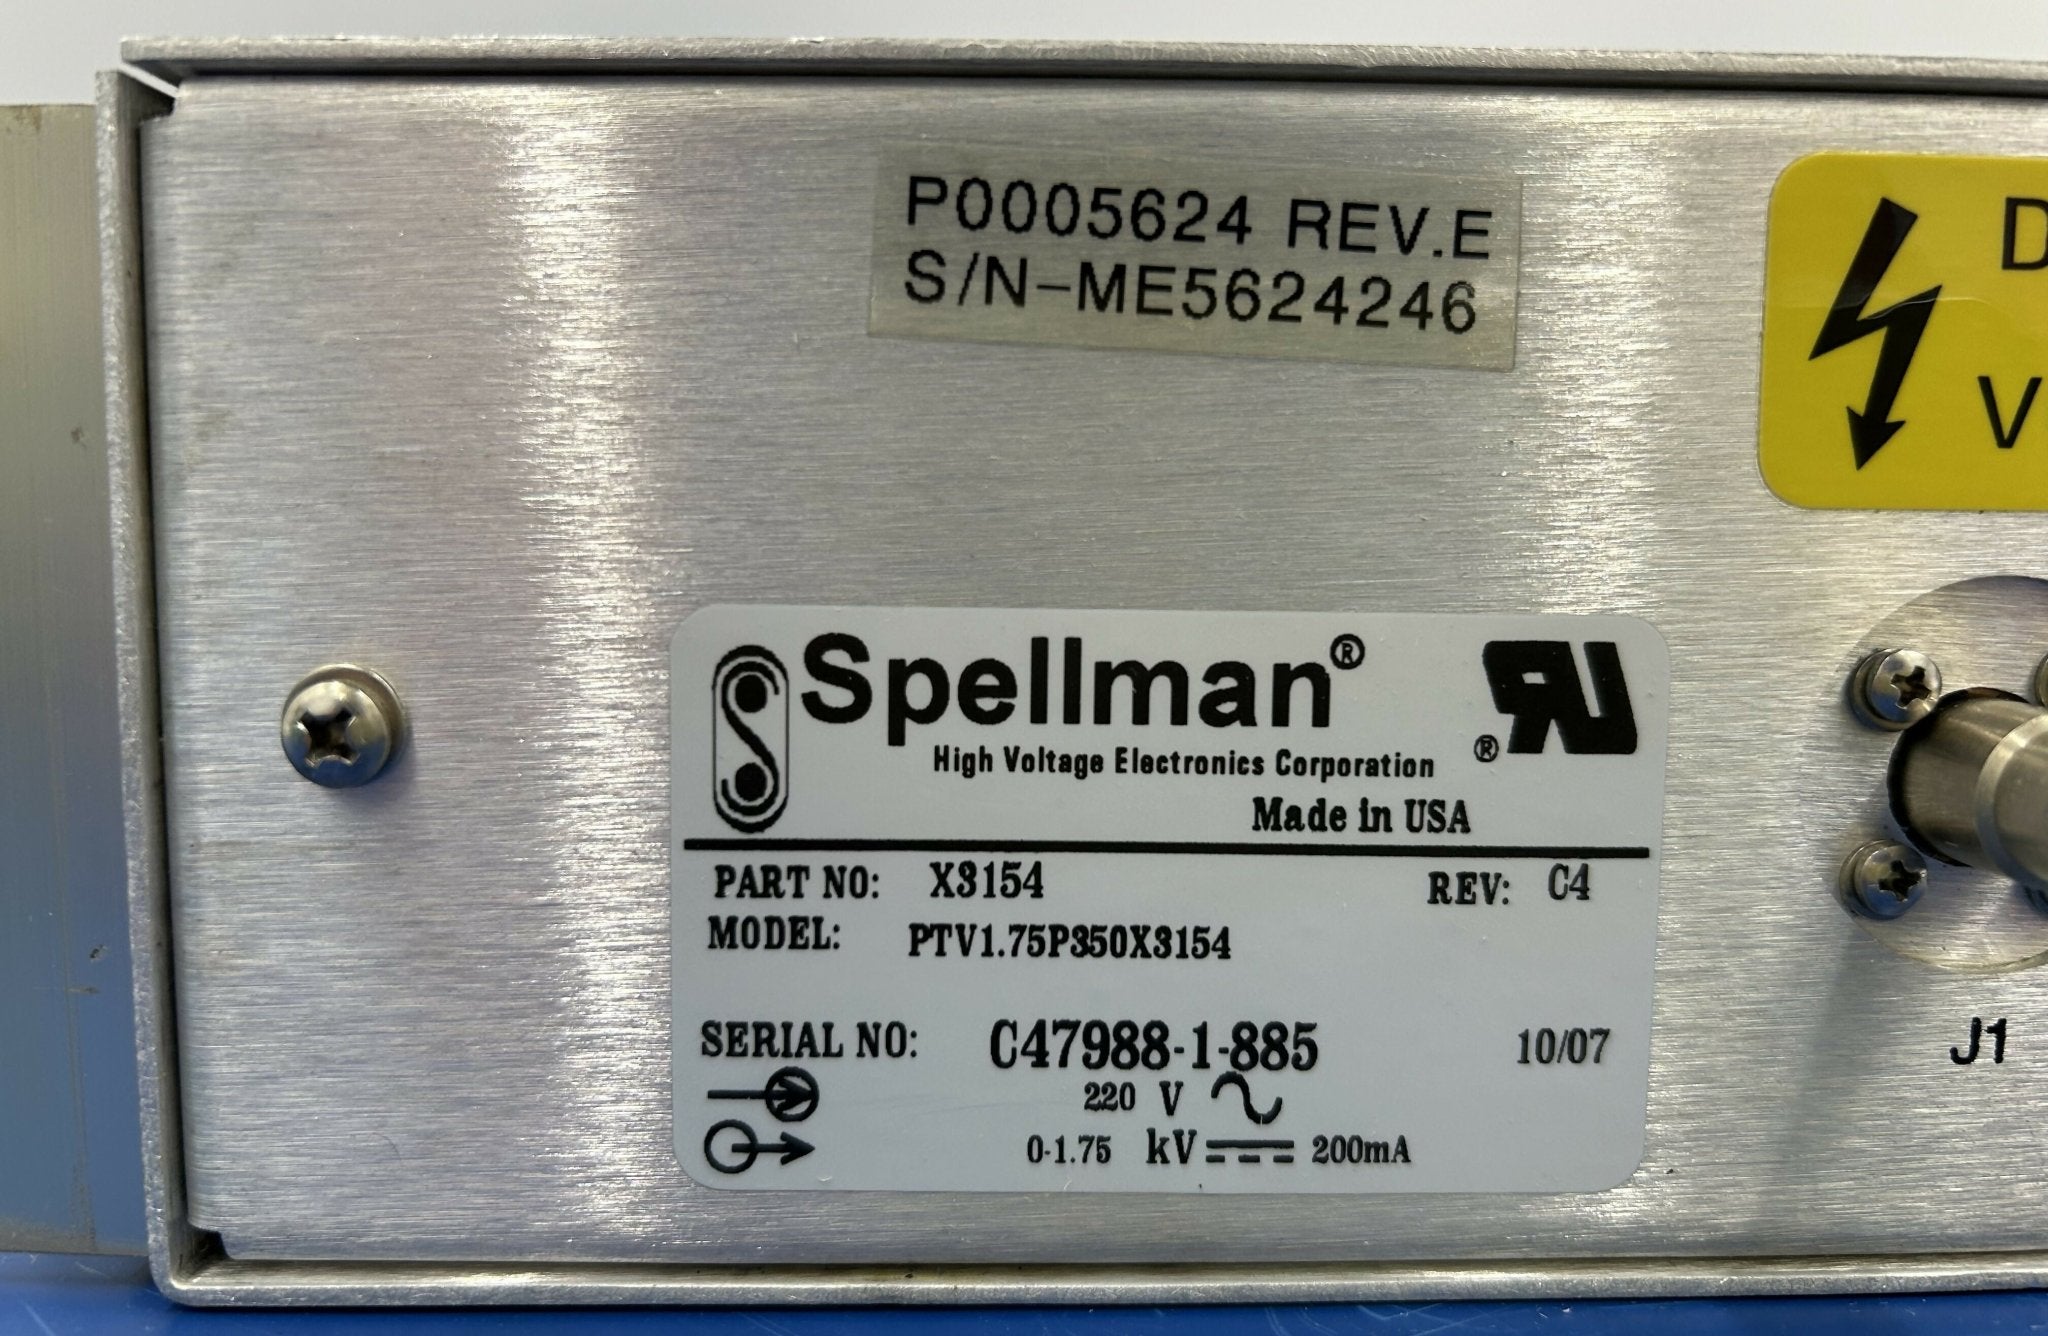 P0005624 REV.E
S/N-ME5624246
D
V
Spellman®
High Voltage Electronics Corporation
®
Made in USA
PART NO: X3154 REV: C4
MODEL: PTV1.75P350X3154
SERIAL NO: C47988-1-885 10/07
220 V
0-1.75 kV 200mA
J1